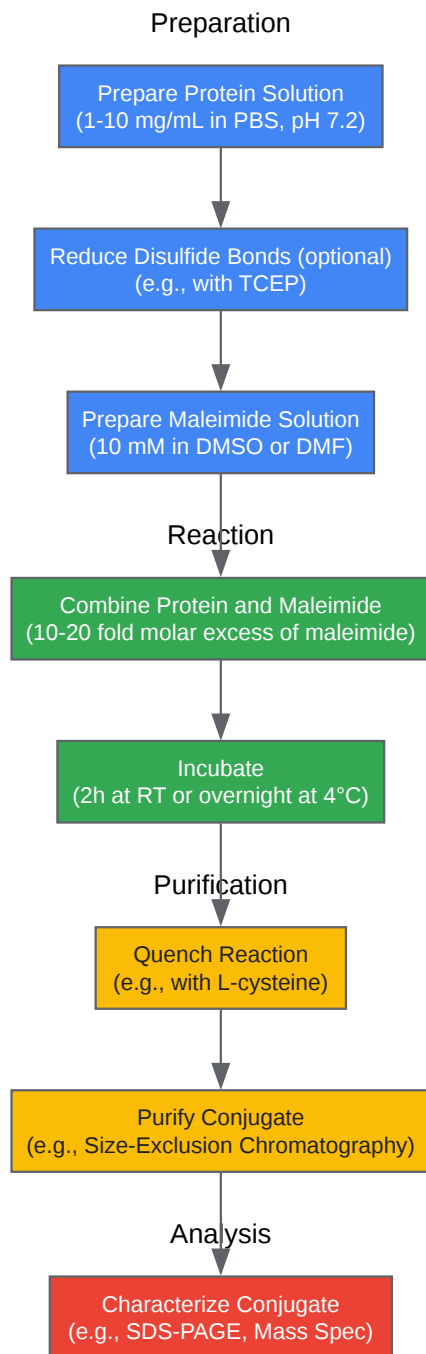 Preparation
Prepare Protein Solution
(1-10 mg/mL in PBS, pH 7.2)
Reduce Disulfide Bonds (optional)
(e.g., with TCEP)
Prepare Maleimide Solution
(10 mM in DMSO or DMF)
Reaction
Combine Protein and Maleimide
(10-20 fold molar excess of maleimide)
Incubate
(2h at RT or overnight at 4°C)
Purification
Quench Reaction
(e.g., with L-cysteine)
Purify Conjugate
(e.g., Size-Exclusion Chromatography)
Analysis
Characterize Conjugate
(e.g., SDS-PAGE, Mass Spec)